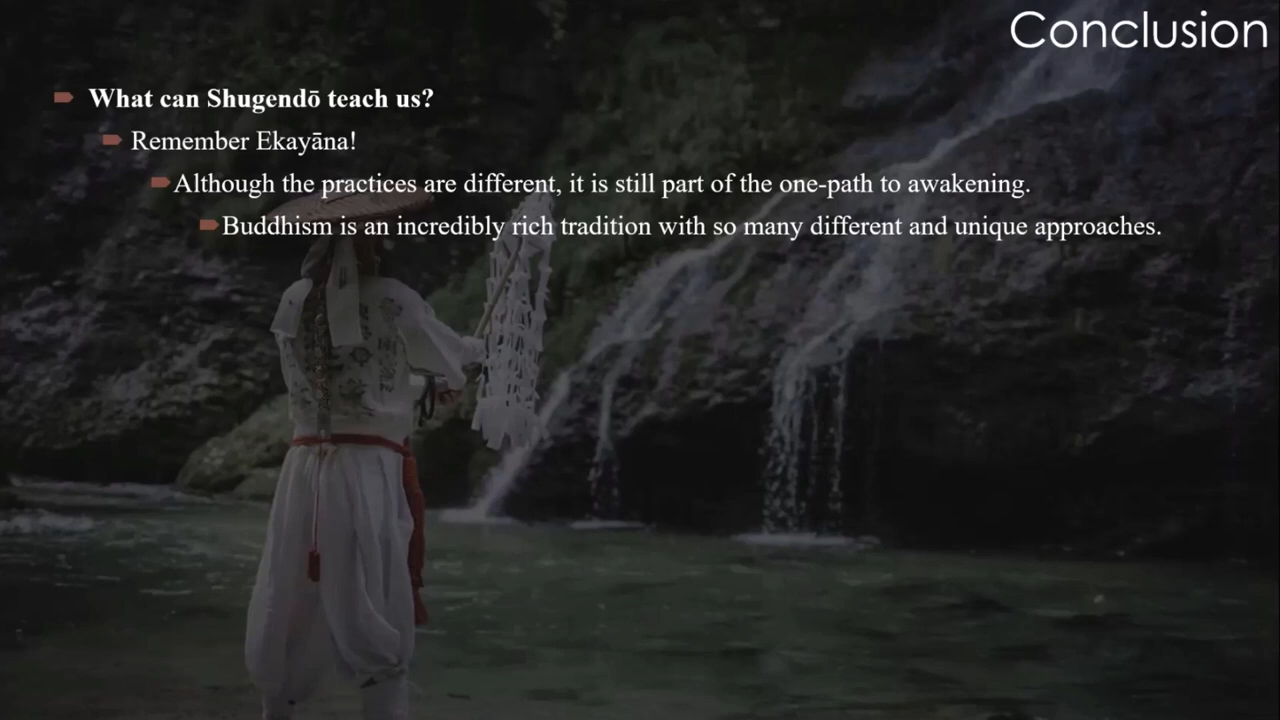 Conclusion
What can Shugendō teach us?
Remember Ekayāna!
Although the practices are different, it is still part of the one-path to awakening.
Buddhism is an incredibly rich tradition with so many different and unique approaches.